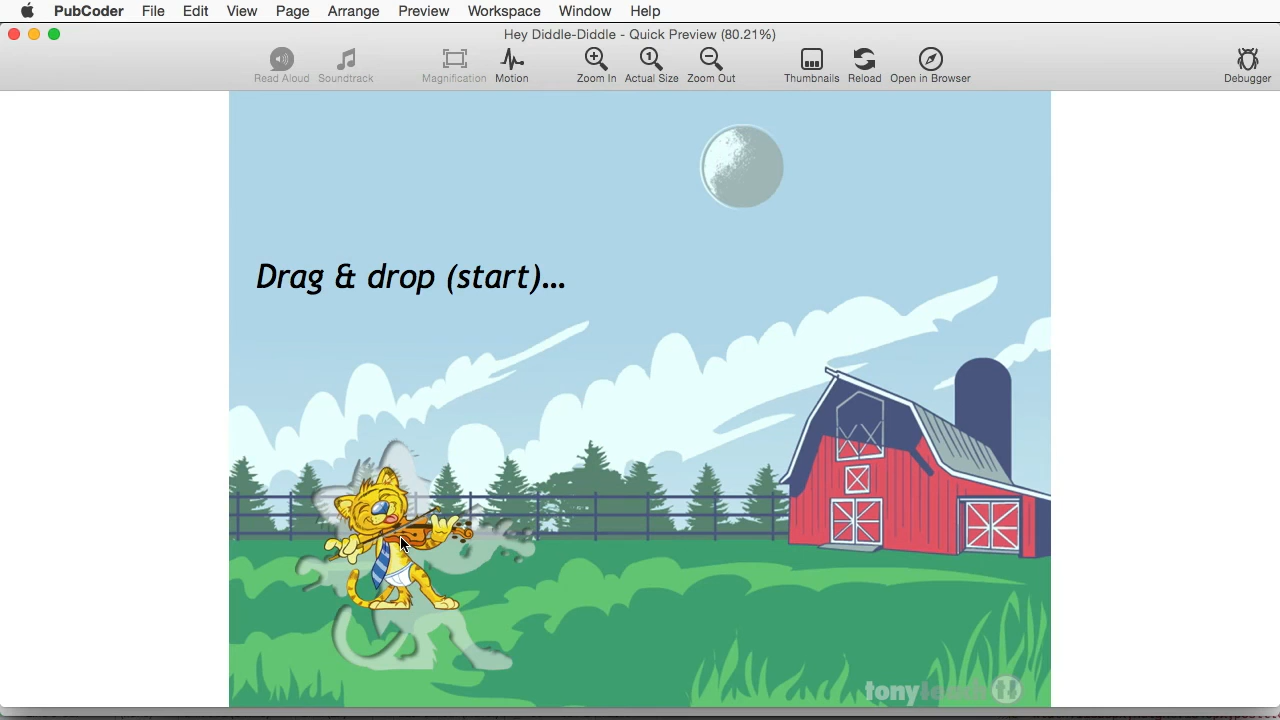 PubCoder File Edit View Page Arrange Preview Workspace Window Help
Hey Diddle-Diddle - Quick Preview (80.21%)
Read Aloud Soundtrack Magnification Motion Zoom In Actual Size Zoom Out Thumbnails Reload Open in Browser Debugger
Drag & drop (start)...
tonyteach